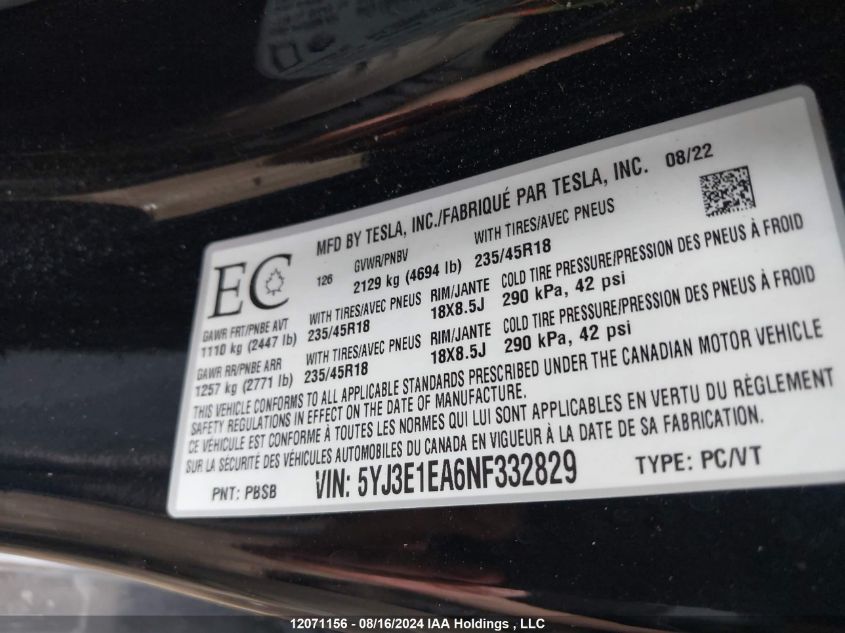 MFD BY TESLA, INC./FABRIQUÉ PAR TESLA, INC. 08/22
EC
126
GVWR/PNBV
2129 kg (4694 lb)
WITH TIRES/AVEC PNEUS
235/45R18
GAWR FRT/PNBE AVT
1110 kg (2447 lb)
WITH TIRES/AVEC PNEUS
235/45R18
RIM/JANTE
18X8.5J
COLD TIRE PRESSURE/PRESSION DES PNEUS À FROID
290 kPa, 42 psi
GAWR RR/PNBE ARR
1257 kg (2771 lb)
WITH TIRES/AVEC PNEUS
235/45R18
RIM/JANTE
18X8.5J
COLD TIRE PRESSURE/PRESSION DES PNEUS À FROID
290 kPa, 42 psi
THIS VEHICLE CONFORMS TO ALL APPLICABLE STANDARDS PRESCRIBED UNDER THE CANADIAN MOTOR VEHICLE
SAFETY REGULATIONS IN EFFECT ON THE DATE OF MANUFACTURE.
CE VÉHICULE EST CONFORME À TOUTES LES NORMES QUI LUI SONT APPLICABLES EN VERTU DU RÈGLEMENT
SUR LA SÉCURITÉ DES VÉHICULES AUTOMOBILES DU CANADA EN VIGUEUR À LA DATE DE SA FABRICATION.
PNT: PBSB VIN: 5YJ3E1EA6NF332829 TYPE: PC/VT
12071156 - 08/16/2024 IAA Holdings , LLC